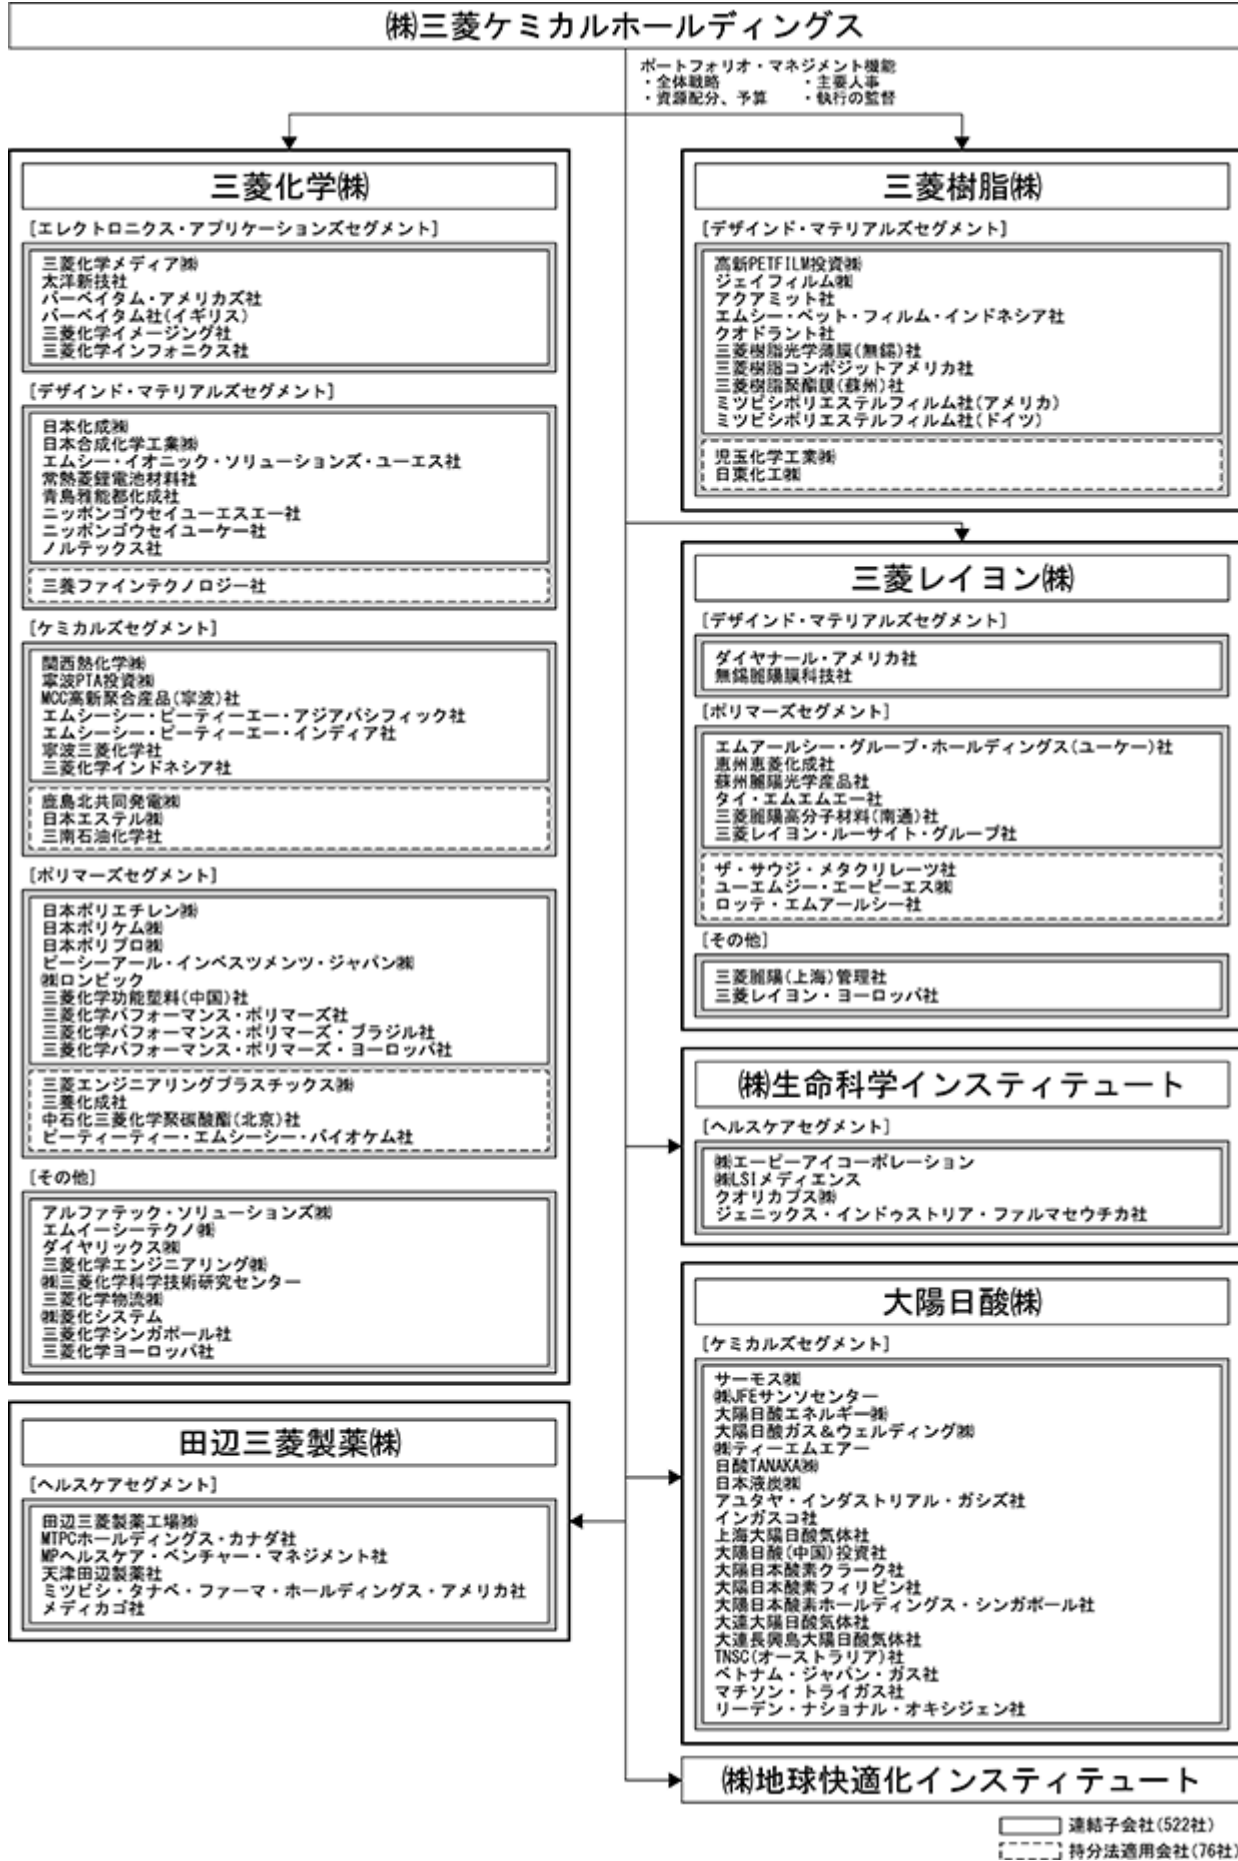 ㈱三菱ケミカルホールディングス
ポートフォリオ・マネジメント機能
・全体戦略　・主要人事
・資源配分、予算　・執行の監督
三菱化学㈱
[エレクトロニクス・アプリケーションズセグメント]
三菱化学メディア㈱
太洋新技社
バーベイタム・アメリカズ社
バーベイタム社(イギリス)
三菱化学イメージング社
三菱化学インフォニクス社
[デザインド・マテリアルズセグメント]
日本化成㈱
日本合成化学工業㈱
エムシー・イオニック・ソリューションズ・ユーエス社
常熟菱鋰電池材料社
青島雅能都化成社
ニッポンゴウセイユーエスエー社
ニッポンゴウセイユーケー社
ノルテックス社
三養ファインテクノロジー社
[ケミカルズセグメント]
関西熱化学㈱
寧波PTA投資㈱
MCC高新聚合産品(寧波)社
エムシーシー・ピーティーエー・アジアパシフィック社
エムシーシー・ピーティーエー・インディア社
寧波三菱化学社
三菱化学インドネシア社
鹿島北共同発電㈱
日本エステル㈱
三南石油化学社
[ポリマーズセグメント]
日本ポリエチレン㈱
日本ポリケム㈱
日本ポリプロ㈱
ピーシーアール・インベスツメンツ・ジャパン㈱
㈱ロンビック
三菱化学功能塑料(中国)社
三菱化学パフォーマンス・ポリマーズ社
三菱化学パフォーマンス・ポリマーズ・ブラジル社
三菱化学パフォーマンス・ポリマーズ・ヨーロッパ社
三菱エンジニアリングプラスチックス㈱
三養化成社
中石化三菱化学聚碳酸酯(北京)社
ピーティーティー・エムシーシー・バイオケム社
[その他]
アルファテック・ソリューションズ㈱
エムイーシーテクノ㈱
ダイヤリックス㈱
三菱化学エンジニアリング㈱
㈱三菱化学科学技術研究センター
三菱化学物流㈱
㈱菱化システム
三菱化学シンガポール社
三菱化学ヨーロッパ社
田辺三菱製薬㈱
[ヘルスケアセグメント]
田辺三菱製薬工場㈱
MTPCホールディングス・カナダ社
MPヘルスケア・ベンチャー・マネジメント社
天津田辺製薬社
ミツビシ・タナベ・ファーマ・ホールディングス・アメリカ社
メディカゴ社
三菱樹脂㈱
[デザインド・マテリアルズセグメント]
高新PETFILM投資㈱
ジェイフィルム㈱
アクアミット社
エムシー・ペット・フィルム・インドネシア社
クオドラント社
三菱樹脂光学薄膜(無錫)社
三菱樹脂コンポジットアメリカ社
三菱樹脂聚酯膜(蘇州)社
ミツビシポリエステルフィルム社(アメリカ)
ミツビシポリエステルフィルム社(ドイツ)
児玉化学工業㈱
日東化工㈱
三菱レイヨン㈱
[デザインド・マテリアルズセグメント]
ダイヤナール・アメリカ社
無錫麗陽膜科技社
[ポリマーズセグメント]
エムアールシー・グループ・ホールディングス(ユーケー)社
恵州恵菱化成社
蘇州麗陽光学産品社
タイ・エムエムエー社
三菱麗陽高分子材料(南通)社
三菱レイヨン・ルーサイト・グループ社
ザ・サウジ・メタクリレーツ社
ユーエムジー・エービーエス㈱
ロッテ・エムアールシー社
[その他]
三菱麗陽(上海)管理社
三菱レイヨン・ヨーロッパ社
㈱生命科学インスティテュート
[ヘルスケアセグメント]
㈱エーピーアイコーポレーション
㈱LSIメディエンス
クオリカプス㈱
ジェニックス・インドゥストリア・ファルマセウチカ社
大陽日酸㈱
[ケミカルズセグメント]
サーモス㈱
㈱JFEサンソセンター
大陽日酸エネルギー㈱
大陽日酸ガス＆ウェルディング㈱
㈱ティーエムエアー
日酸TANAKA㈱
日本液炭㈱
アユタヤ・インダストリアル・ガシズ社
インガスコ社
上海大陽日酸気体社
大陽日酸(中国)投資社
大陽日本酸素クラーク社
大陽日本酸素フィリピン社
大陽日本酸素ホールディングス・シンガポール社
大連大陽日酸気体社
大連長興島大陽日酸気体社
TNSC(オーストラリア)社
ベトナム・ジャパン・ガス社
マチソン・トライガス社
リーデン・ナショナル・オキシジェン社
㈱地球快適化インスティテュート
連結子会社(522社)
持分法適用会社(76社)